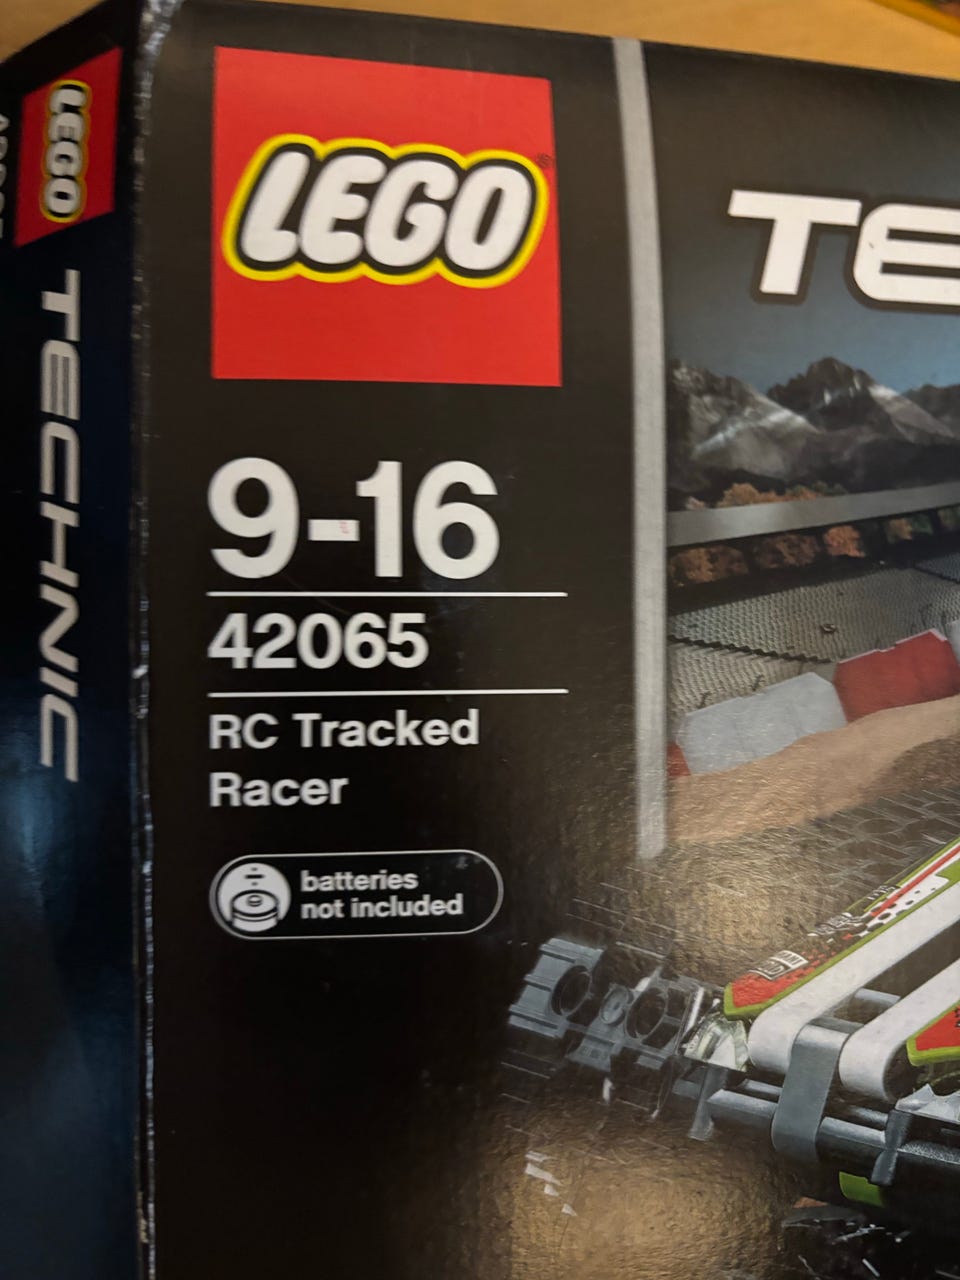 LEGO
TECHNIC
LEGO
TE
9-16
42065
RC Tracked
Racer
batteries
not included